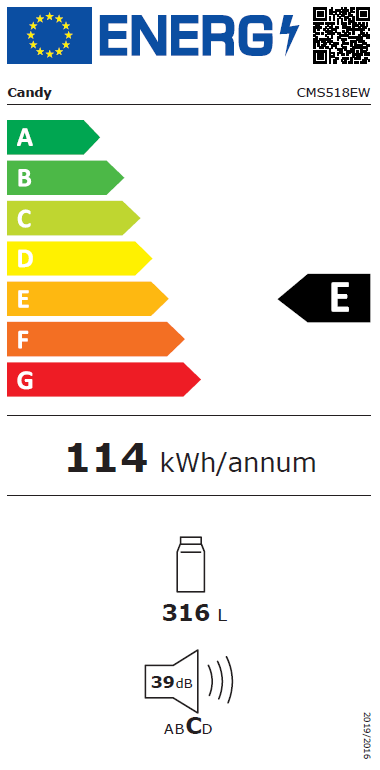 ENERG
Candy CMS518EW
A
B
C
D
E
E
F
G
114 kWh/annum
316 L
39dB
ABCD
2019/2016